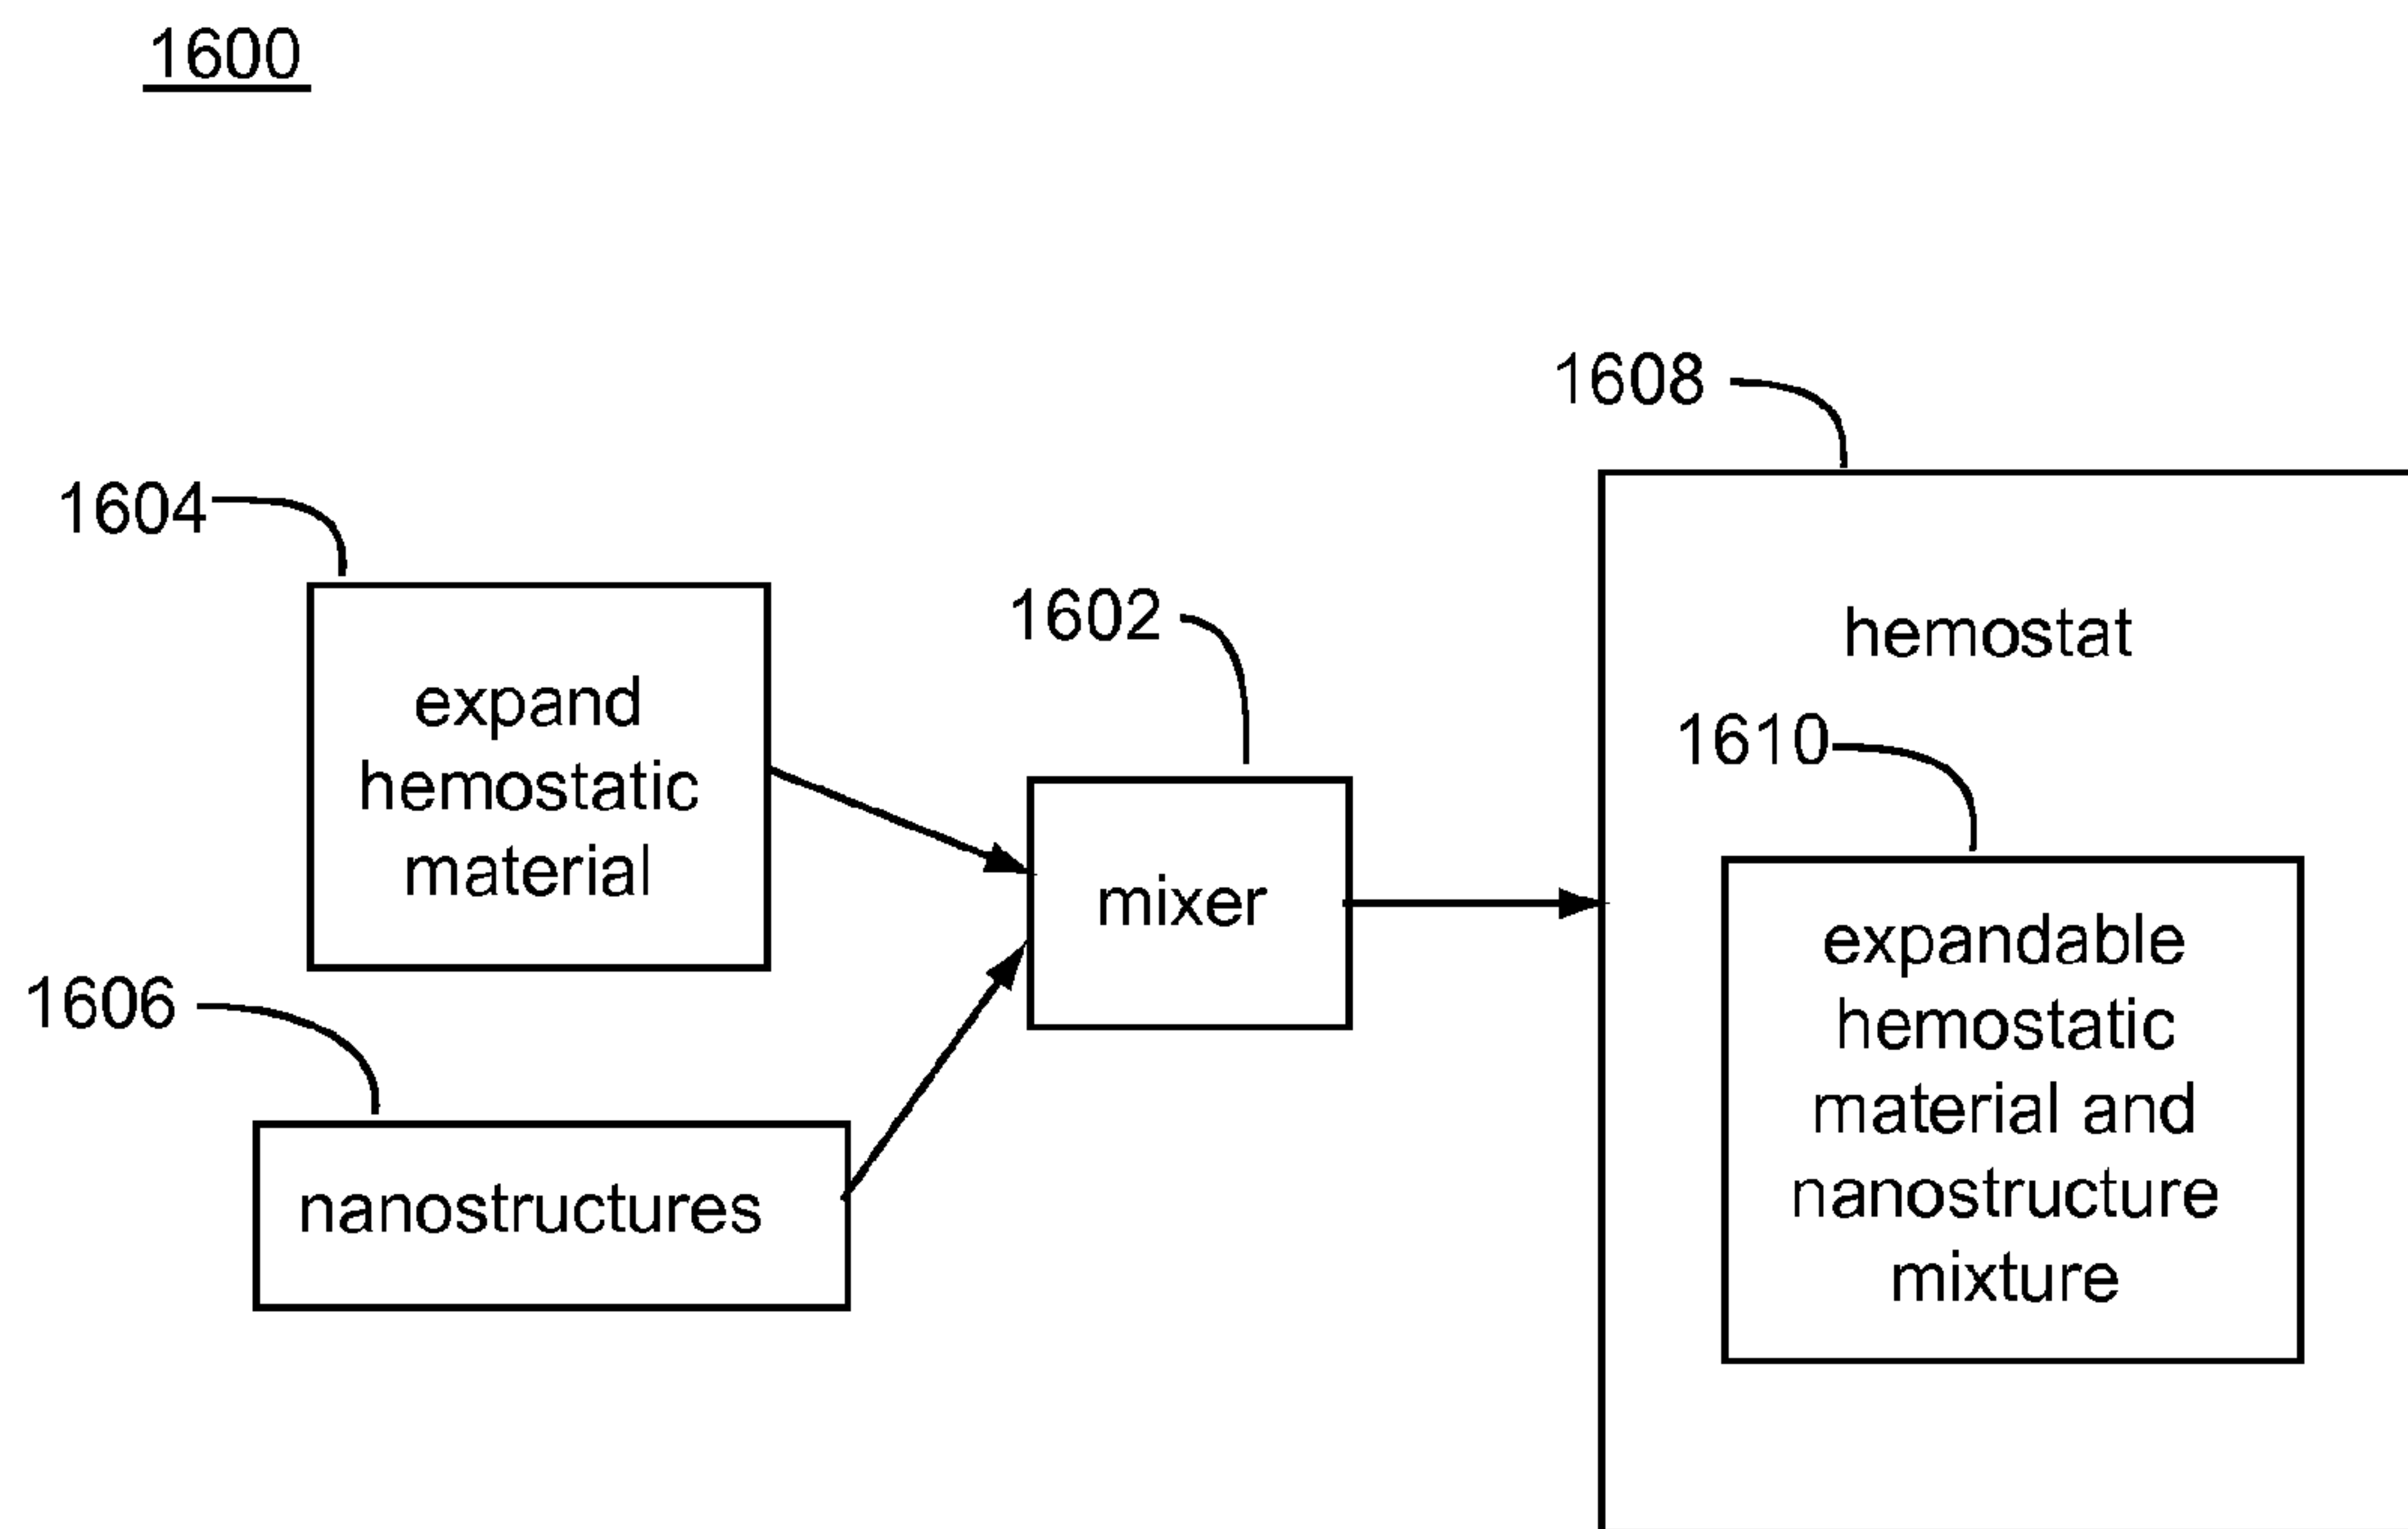 1600
1608
1604
1602
hemostat
expand
hemostatic
material
1610
mixer
expandable
hemostatic
material and
nanostructure
mixture
1606
nanostructures